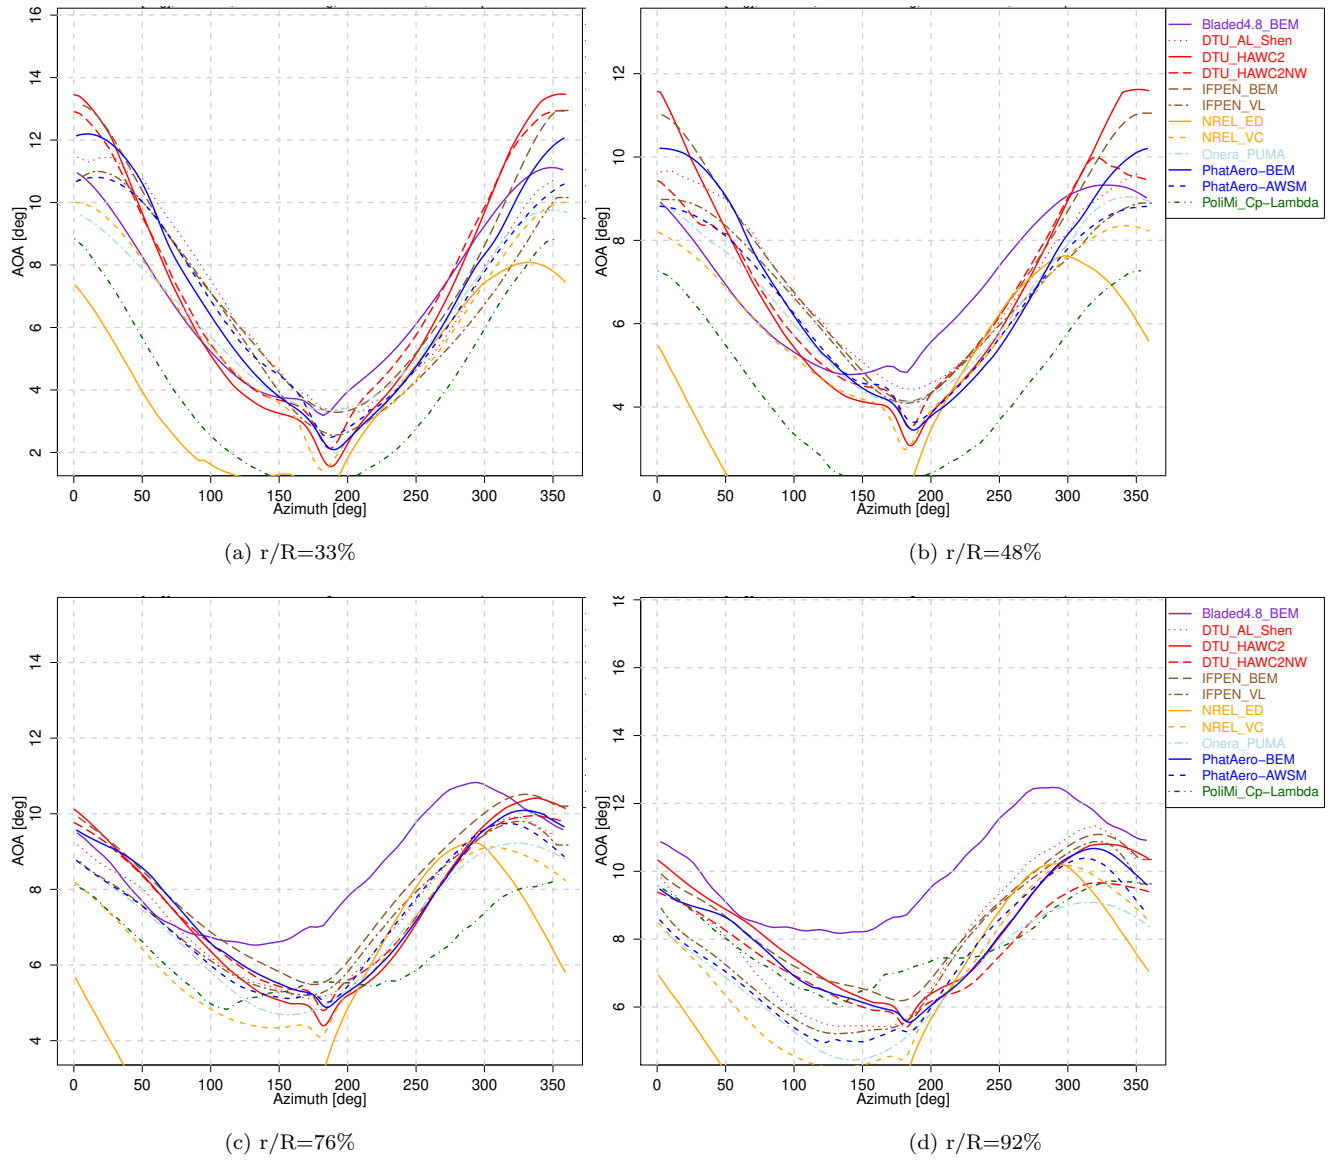 16
14
12
10
8
6
4
2
AOA [deg]
0
50
100
150
200
250
300
350
Azimuth [deg]
(a) r/R=33%
12
10
8
6
4
AOA [deg]
0
50
100
150
200
250
300
350
Azimuth [deg]
(b) r/R=48%
Bladed4.8_BEM
DTU_AL_Shen
DTU_HAWC2
DTU_HAWC2NW
IFPEN_BEM
IFPEN_VL
NREL_ED
NREL_VC
Onera_PUMA
PhatAero-BEM
PhatAero-AWSM
PoliMi_Cp-Lambda
14
12
10
8
6
4
AOA [deg]
0
50
100
150
200
250
300
350
Azimuth [deg]
(c) r/R=76%
18
16
14
12
10
8
6
AOA [deg]
0
50
100
150
200
250
300
350
Azimuth [deg]
(d) r/R=92%
Bladed4.8_BEM
DTU_AL_Shen
DTU_HAWC2
DTU_HAWC2NW
IFPEN_BEM
IFPEN_VL
NREL_ED
NREL_VC
Onera_PUMA
PhatAero-BEM
PhatAero-AWSM
PoliMi_Cp-Lambda